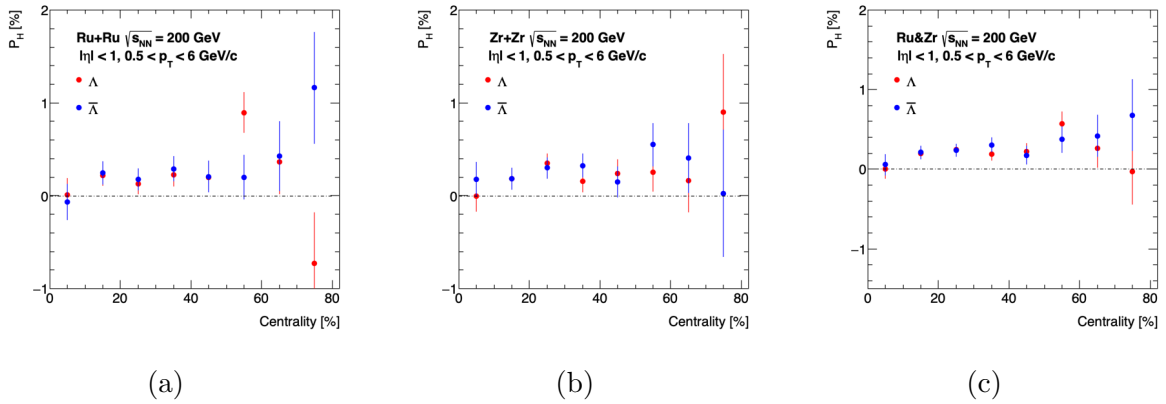 P_H [%]
2
Ru+Ru √s_NN = 200 GeV
|η| < 1, 0.5 < p_T < 6 GeV/c
Λ
Λ̅
1
0
−1
0 20 40 60 80
Centrality [%]
(a)
P_H [%]
2
Zr+Zr √s_NN = 200 GeV
|η| < 1, 0.5 < p_T < 6 GeV/c
Λ
Λ̅
1
0
−1
0 20 40 60 80
Centrality [%]
(b)
P_H [%]
2
Ru&Zr √s_NN = 200 GeV
|η| < 1, 0.5 < p_T < 6 GeV/c
Λ
Λ̅
1
0
−1
0 20 40 60 80
Centrality [%]
(c)